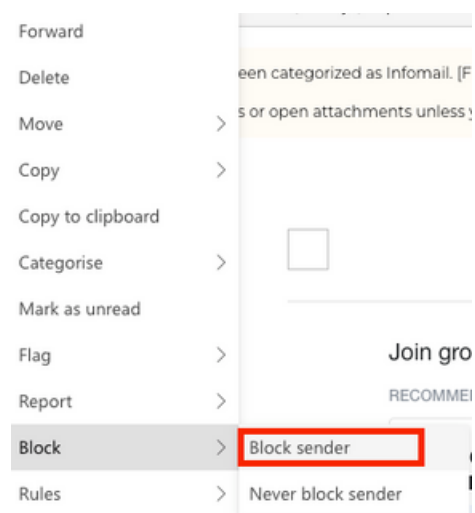 Forward
Delete
een categorized as Infomail. [F
Move
s or open attachments unless
Copy
Copy to clipboard
Categorise
Mark as unread
Flag
Join gro
Report
RECOMME
Block
Block sender
Rules
Never block sender